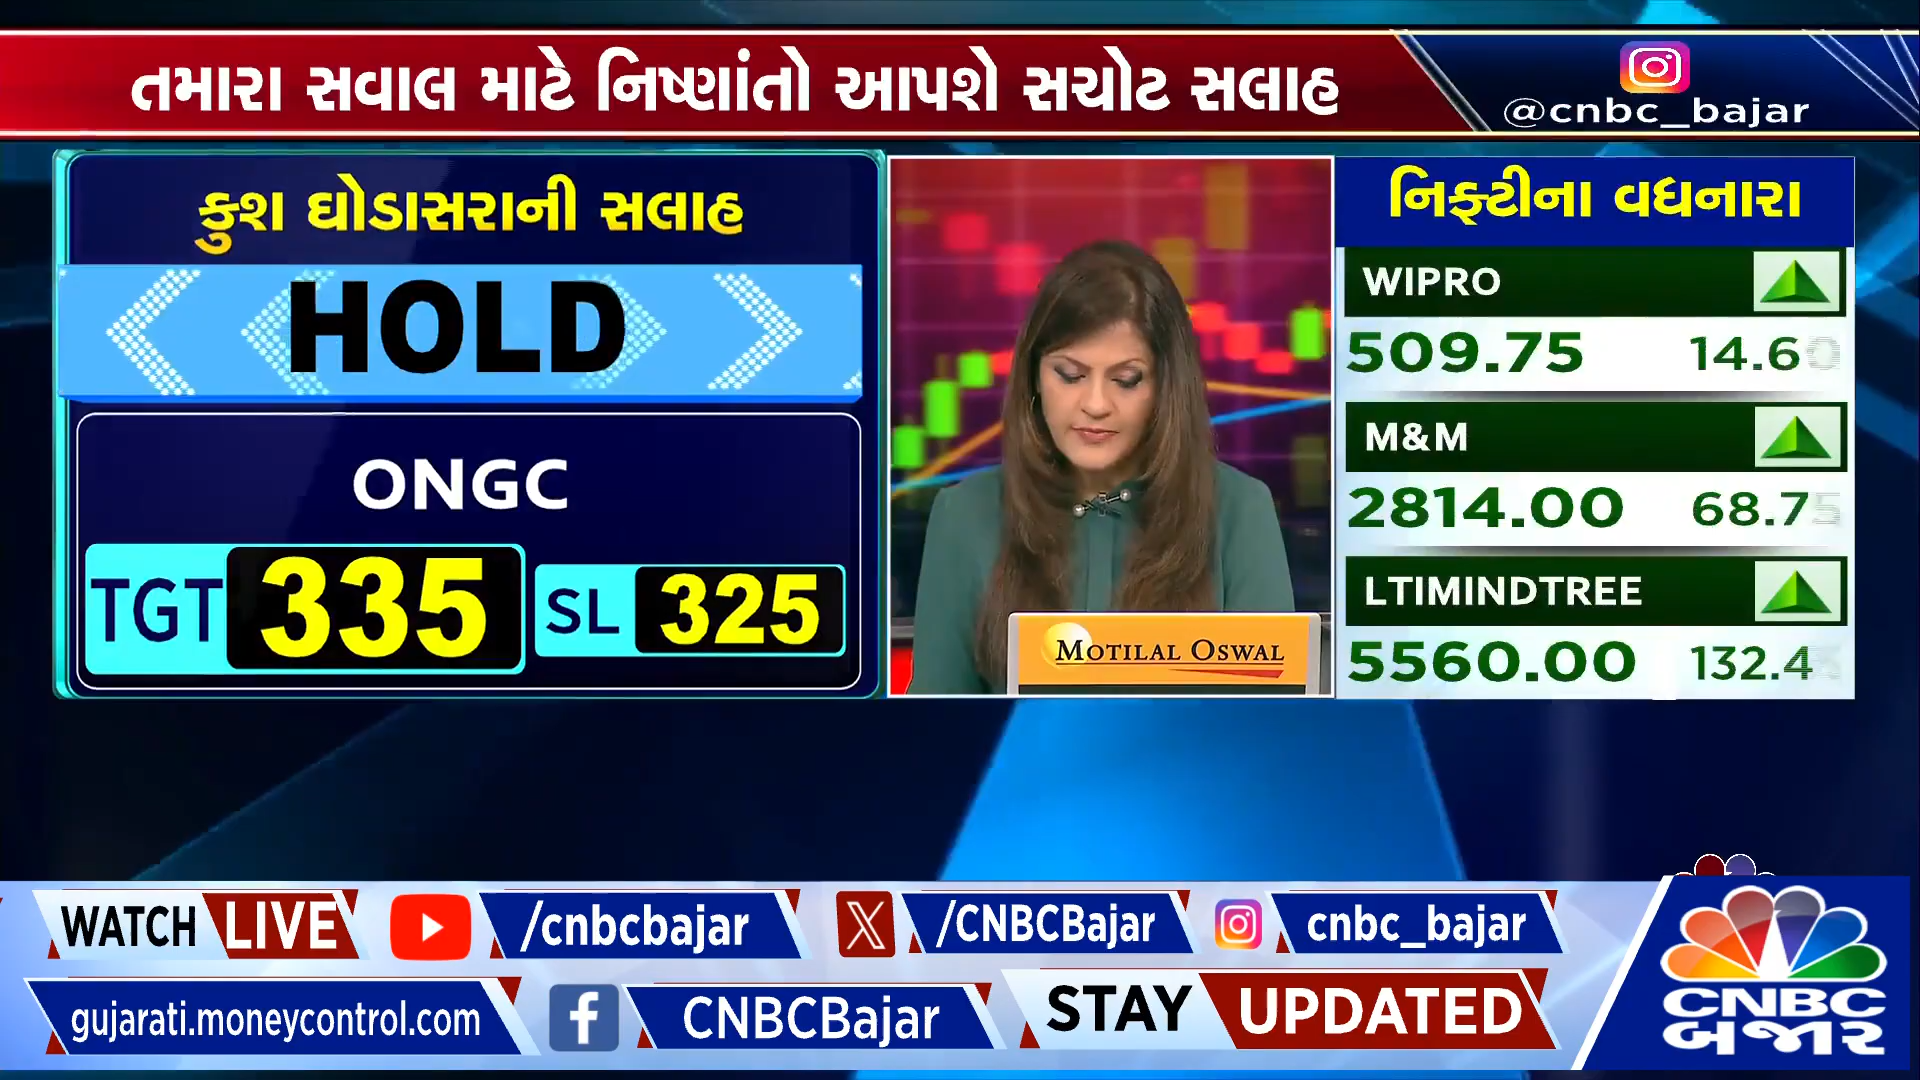 તમારા સવાલ માટે નિષ્ણાંતો આપશે સચોટ સલાહ
@cnbc_bajar
કુશ ઘોડાસરાની સલાહ
HOLD
ONGC
TGT 335 SL 325
MOTILAL OSWAL
નિફ્ટીના વધનારા
WIPRO
509.75 14.60
M&M
2814.00 68.75
LTIMINDTREE
5560.00 132.4
WATCH LIVE /cnbcbajar /CNBCBajar cnbc_bajar
gujarati.moneycontrol.com CNBCBajar STAY UPDATED
CNBC
બજાર